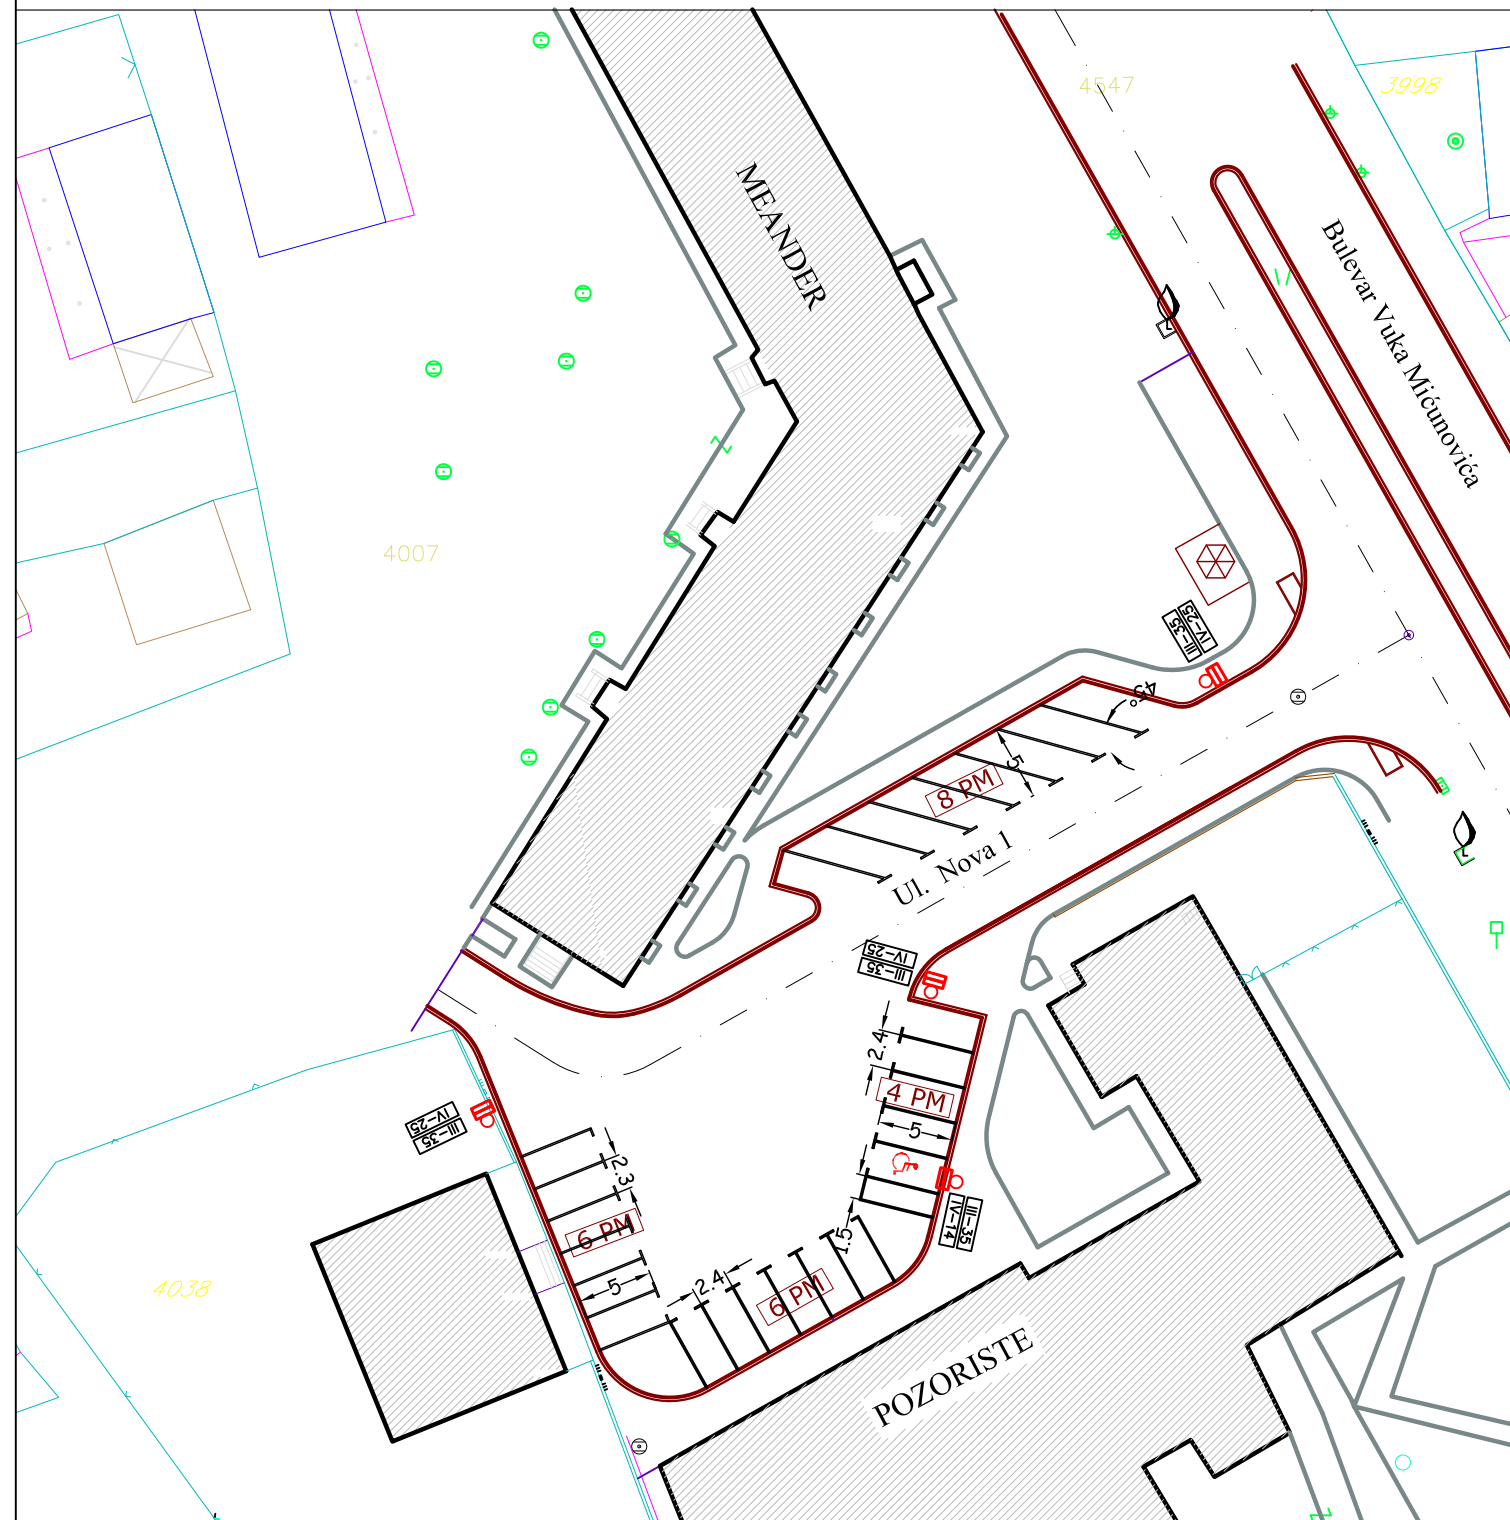 4547
3998
MEANDER
Bulevar Vuka Mićunovića
4007
III-35
IV-25
45°
5
8 PM
Ul. Nova 1
III-35
IV-25
2.4
4 PM
5
III-35
IV-25
2.3
6 PM
5
1.5
III-35
IV-14
2.4
6 PM
4038
POZORISTE